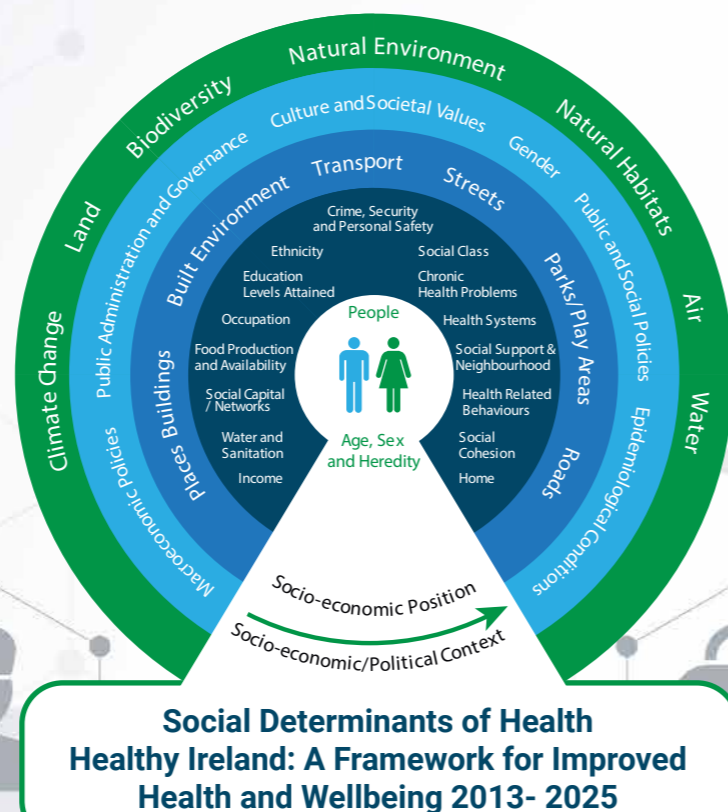 Climate Change
Land
Biodiversity
Natural Environment
Natural Habitats
Air
Water
Macroeconomic Policies
Public Administration and Governance
Culture and Societal Values
Gender
Public and Social Policies
Epidemiological Conditions
Places Buildings
Built Environment
Transport
Streets
Parks/Play Areas
Roads
Crime, Security
and Personal Safety
Ethnicity
Education
Levels Attained
Occupation
Food Production
and Availability
Social Capital
/ Networks
Water and
Sanitation
Income
Social Class
Chronic
Health Problems
Health Systems
Social Support &
Neighbourhood
Health Related
Behaviours
Social
Cohesion
Home
People
Age, Sex
and Heredity
Socio-economic Position
Socio-economic/Political Context
Social Determinants of Health
Healthy Ireland: A Framework for Improved
Health and Wellbeing 2013- 2025